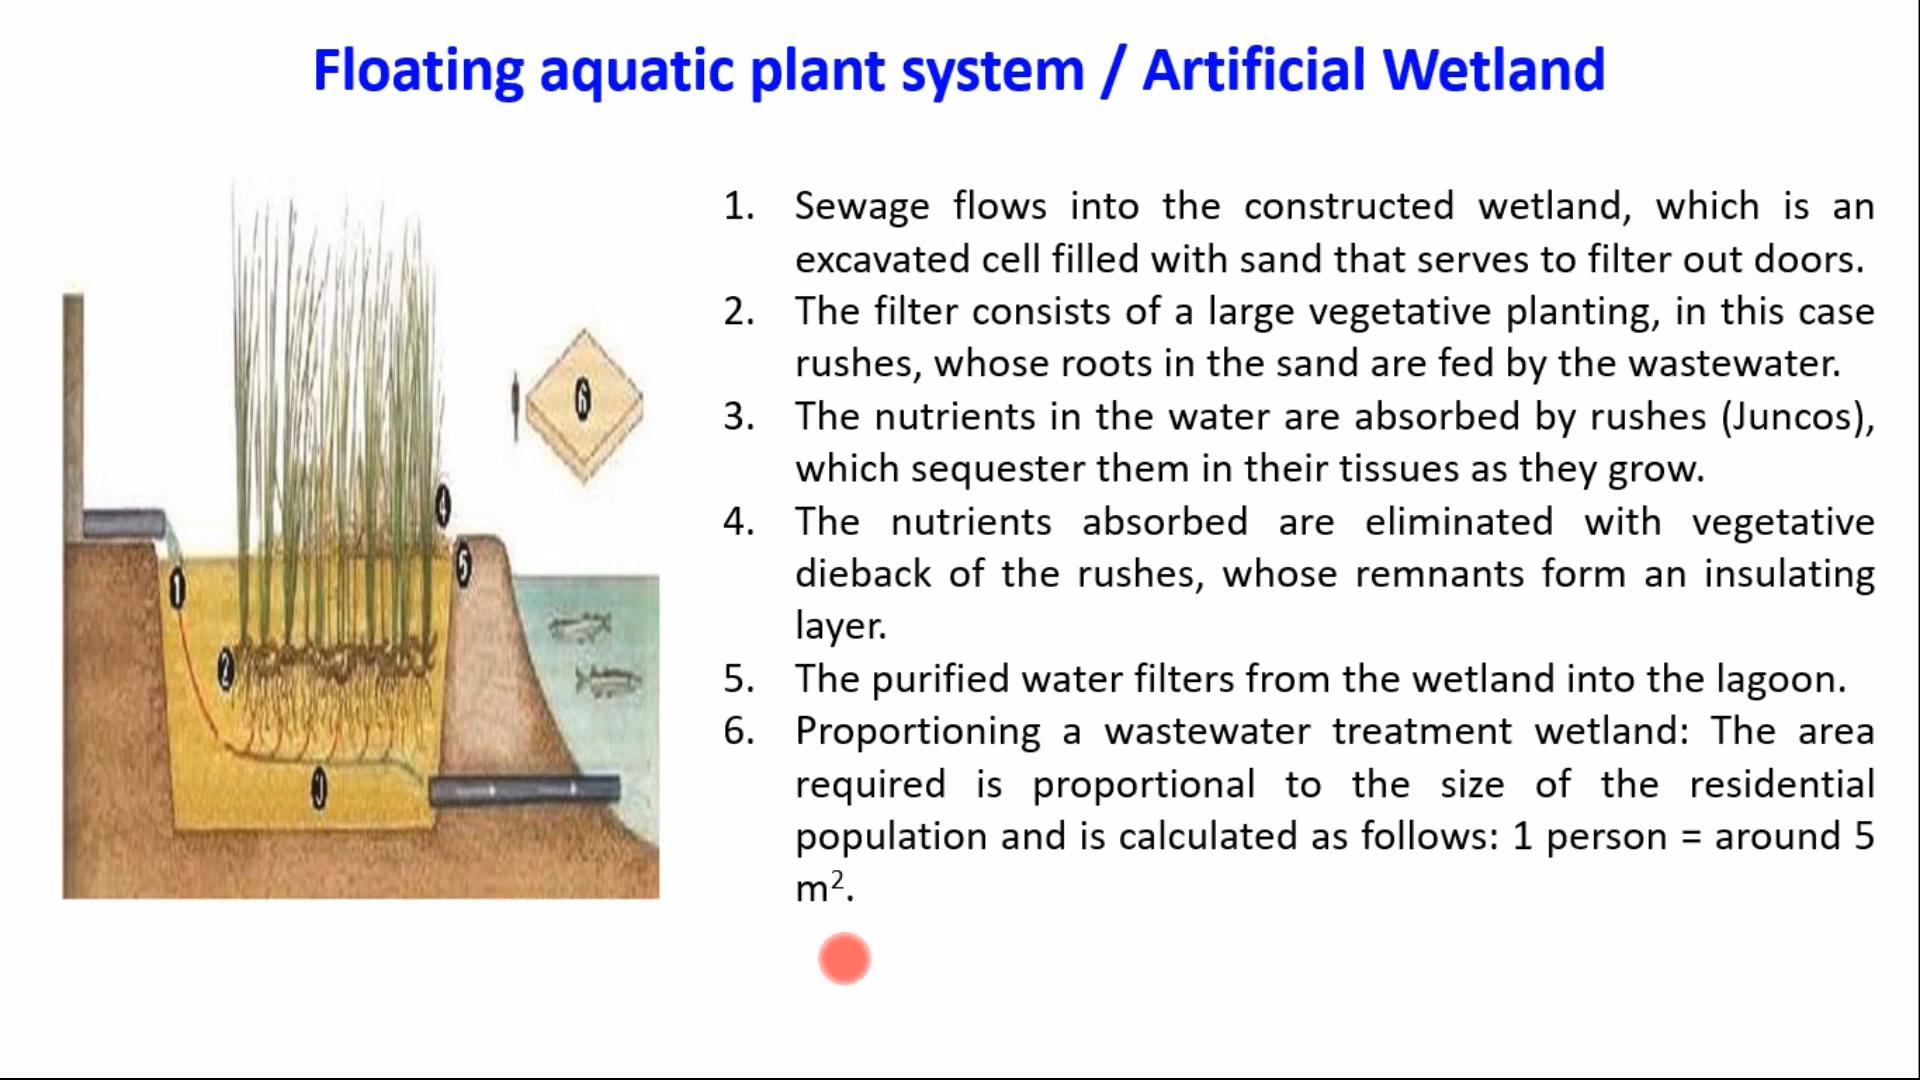 Floating aquatic plant system / Artificial Wetland
1. Sewage flows into the constructed wetland, which is an
excavated cell filled with sand that serves to filter out doors.
2. The filter consists of a large vegetative planting, in this case
rushes, whose roots in the sand are fed by the wastewater.
3. The nutrients in the water are absorbed by rushes (Juncos),
which sequester them in their tissues as they grow.
4. The nutrients absorbed are eliminated with vegetative
dieback of the rushes, whose remnants form an insulating
layer.
5. The purified water filters from the wetland into the lagoon.
6. Proportioning a wastewater treatment wetland: The area
required is proportional to the size of the residential
population and is calculated as follows: 1 person = around 5
m².
6
4
5
1
2
3